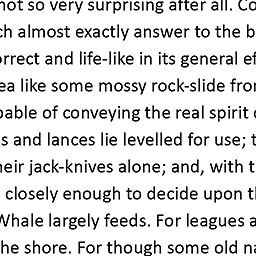 not so very surprising after all. Co
ch almost exactly answer to the b
orrect and life-like in its general ef
ea like some mossy rock-slide fro
pable of conveying the real spirit o
s and lances lie levelled for use; t
heir jack-knives alone; and, with t
closely enough to decide upon th
Whale largely feeds. For leagues a
he shore. For though some old na